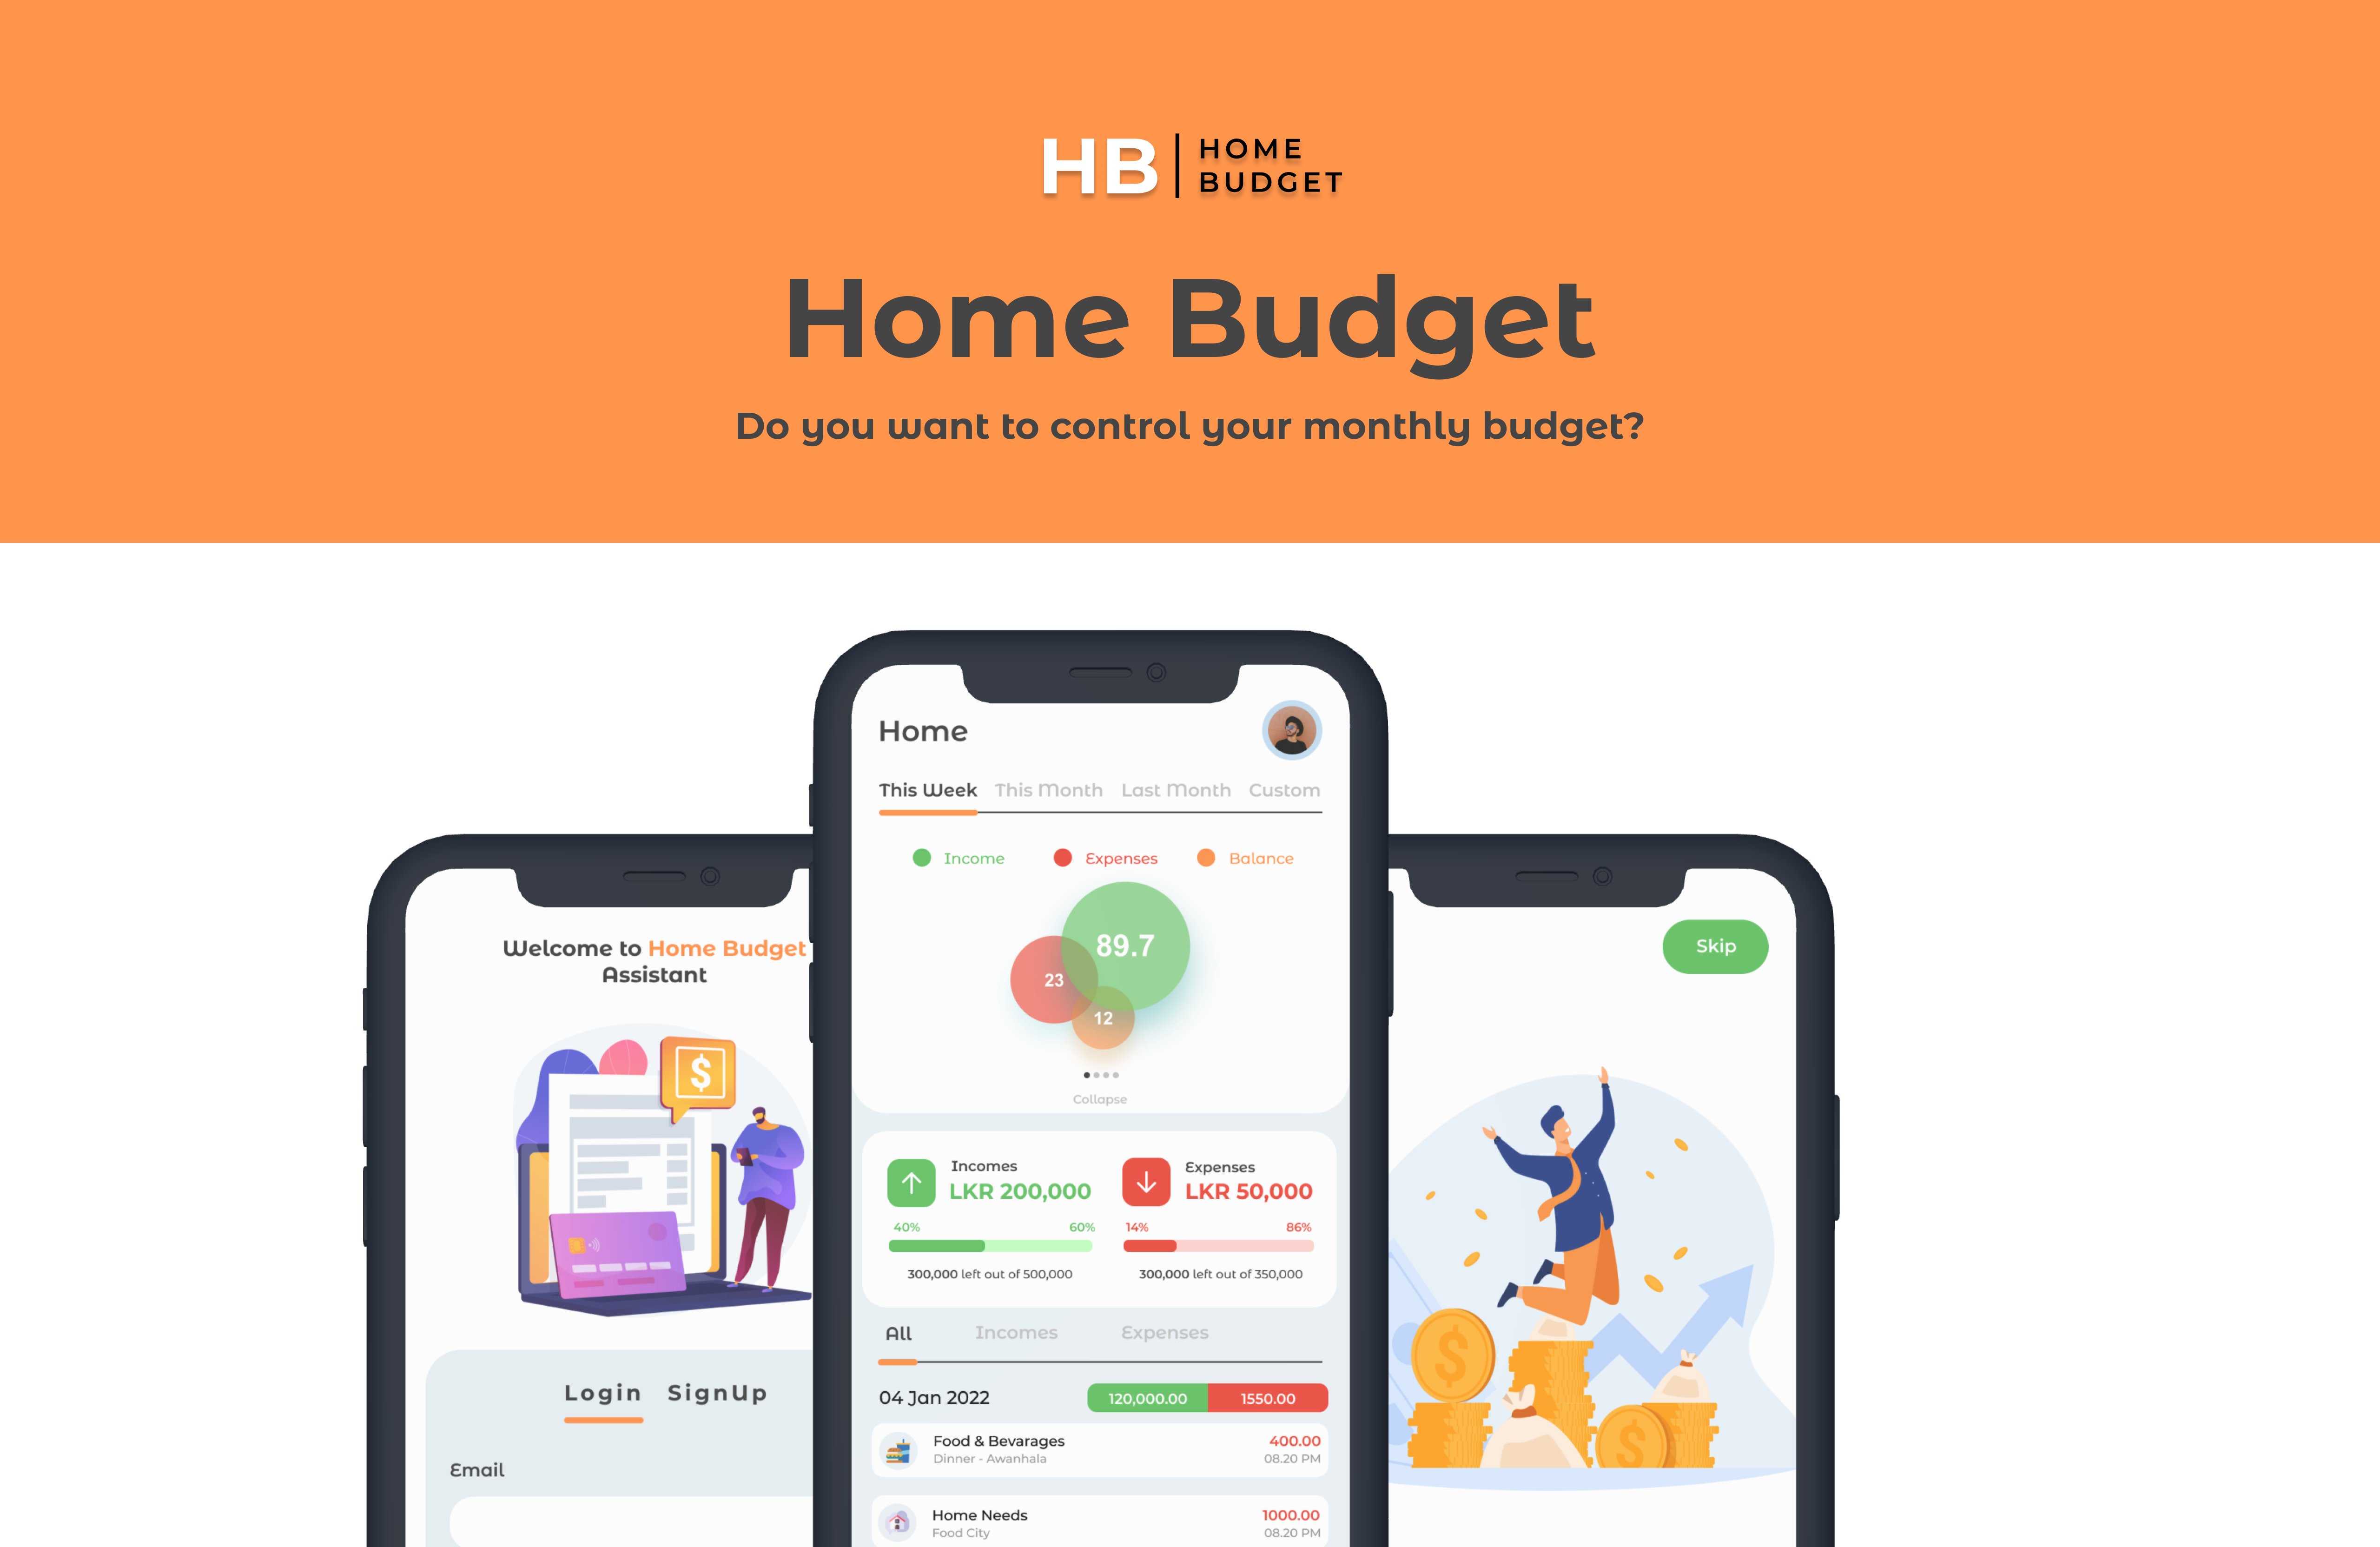 HB
HOME
BUDGET
Home Budget
Do you want to control your monthly budget?
Welcome to Home Budget
Assistant
$
Login SignUp
Email
Home
This Week This Month Last Month Custom
Income Expenses Balance
89.7
23
12
Collapse
Incomes
LKR 200,000
40% 60%
300,000 left out of 500,000
Expenses
LKR 50,000
14% 86%
300,000 left out of 350,000
All Incomes Expenses
04 Jan 2022 120,000.00 1550.00
Food & Bevarages 400.00
Dinner - Awanhala 08.20 PM
Home Needs 1000.00
Food City 08.20 PM
Skip
$
$